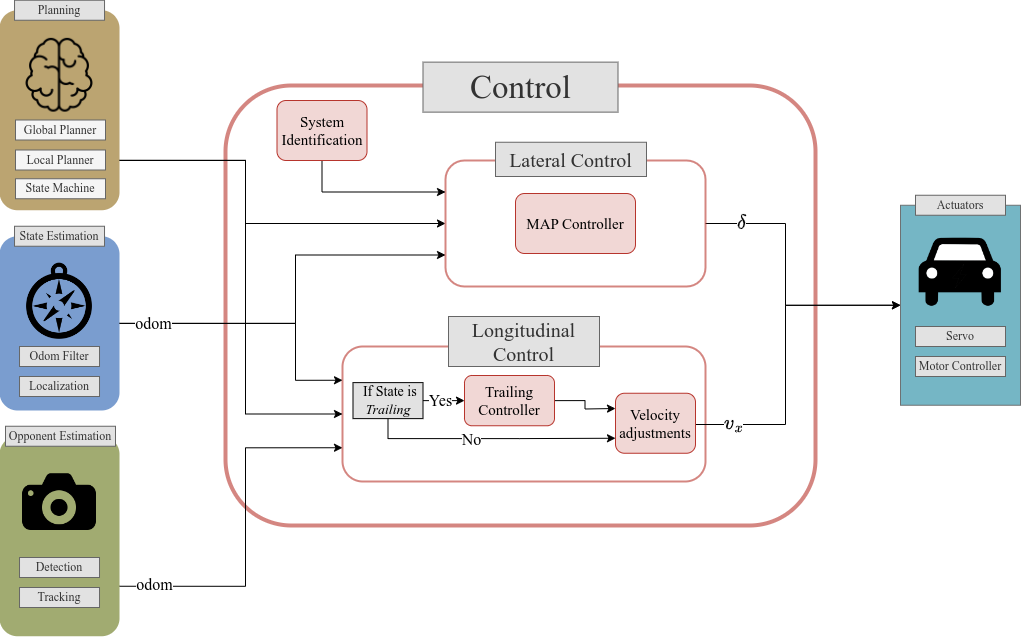 Planning
Global Planner
Local Planner
State Machine
State Estimation
Odom Filter
Localization
odom
Opponent Estimation
Detection
Tracking
odom
Control
System
Identification
Lateral Control
MAP Controller
δ
Longitudinal
Control
If State is
Trailing
Yes
Trailing
Controller
No
Velocity
adjustments
vₓ
Actuators
Servo
Motor Controller